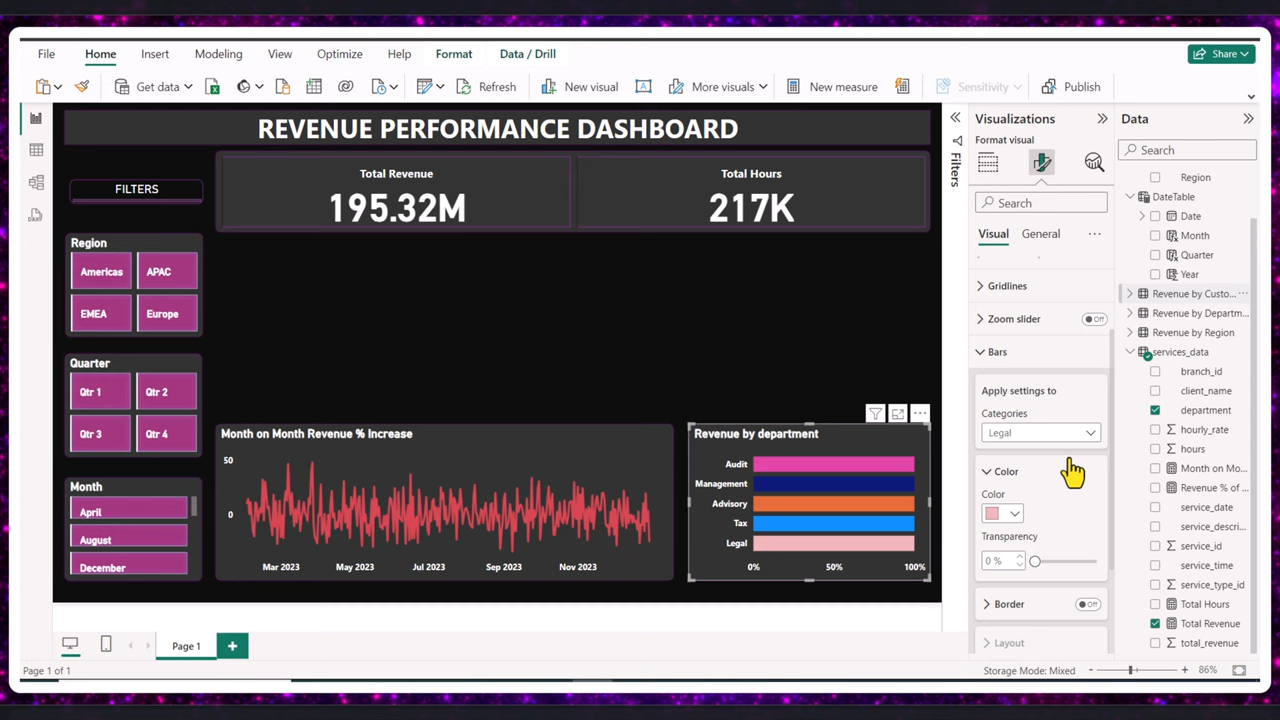 File Home Insert Modeling View Optimize Help Format Data / Drill Share
Get data Refresh New visual More visuals New measure Sensitivity Publish
REVENUE PERFORMANCE DASHBOARD
FILTERS
Total Revenue
195.32M
Total Hours
217K
Region
Americas APAC
EMEA Europe
Quarter
Qtr 1 Qtr 2
Qtr 3 Qtr 4
Month
April
August
December
Month on Month Revenue % Increase
50
0
Mar 2023 May 2023 Jul 2023 Sep 2023 Nov 2023
Revenue by department
Audit
Management
Advisory
Tax
Legal
0% 50% 100%
Filters
Visualizations
Format visual
Search
Visual General
Gridlines
Zoom slider Off
Bars
Apply settings to
Categories
Legal
Color
Color
Transparency
0 %
Border Off
Layout
Data
Search
Region
DateTable
Date
Month
Quarter
Year
Revenue by Custo...
Revenue by Departm...
Revenue by Region
services_data
branch_id
client_name
department
hourly_rate
hours
Month on Mo...
Revenue % of ...
service_date
service_descri...
service_id
service_time
service_type_id
Total Hours
Total Revenue
total_revenue
Page 1
Page 1 of 1
Storage Mode: Mixed - + 86%